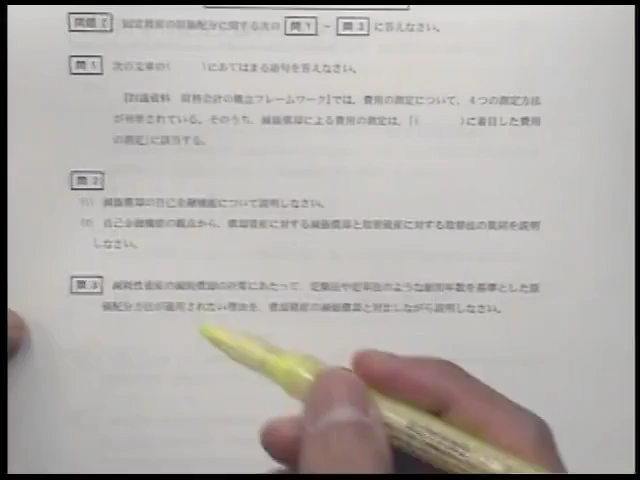 問題2 固定資産の原価配分に関する次の 問1 ~ 問3 に答えなさい。
問1 次の文章の( )にあてはまる語句を答えなさい。
『討議資料 財務会計の概念フレームワーク』では、費用の測定について、4つの測定方法
が列挙されている。そのうち、減価償却による費用の測定は、「( )に着目した費用
の測定」に該当する。
問2
(1) 減価償却の自己金融機能について説明しなさい。
(2) 自己金融機能の観点から、償却資産に対する減価償却と取替資産に対する取替法の異同を説明
しなさい。
問3 減耗性資産の減耗償却の計算にあたって、定額法や定率法のような耐用年数を基準とした原
価配分方法が適用されない理由を、償却資産の減価償却と対比しながら説明しなさい。